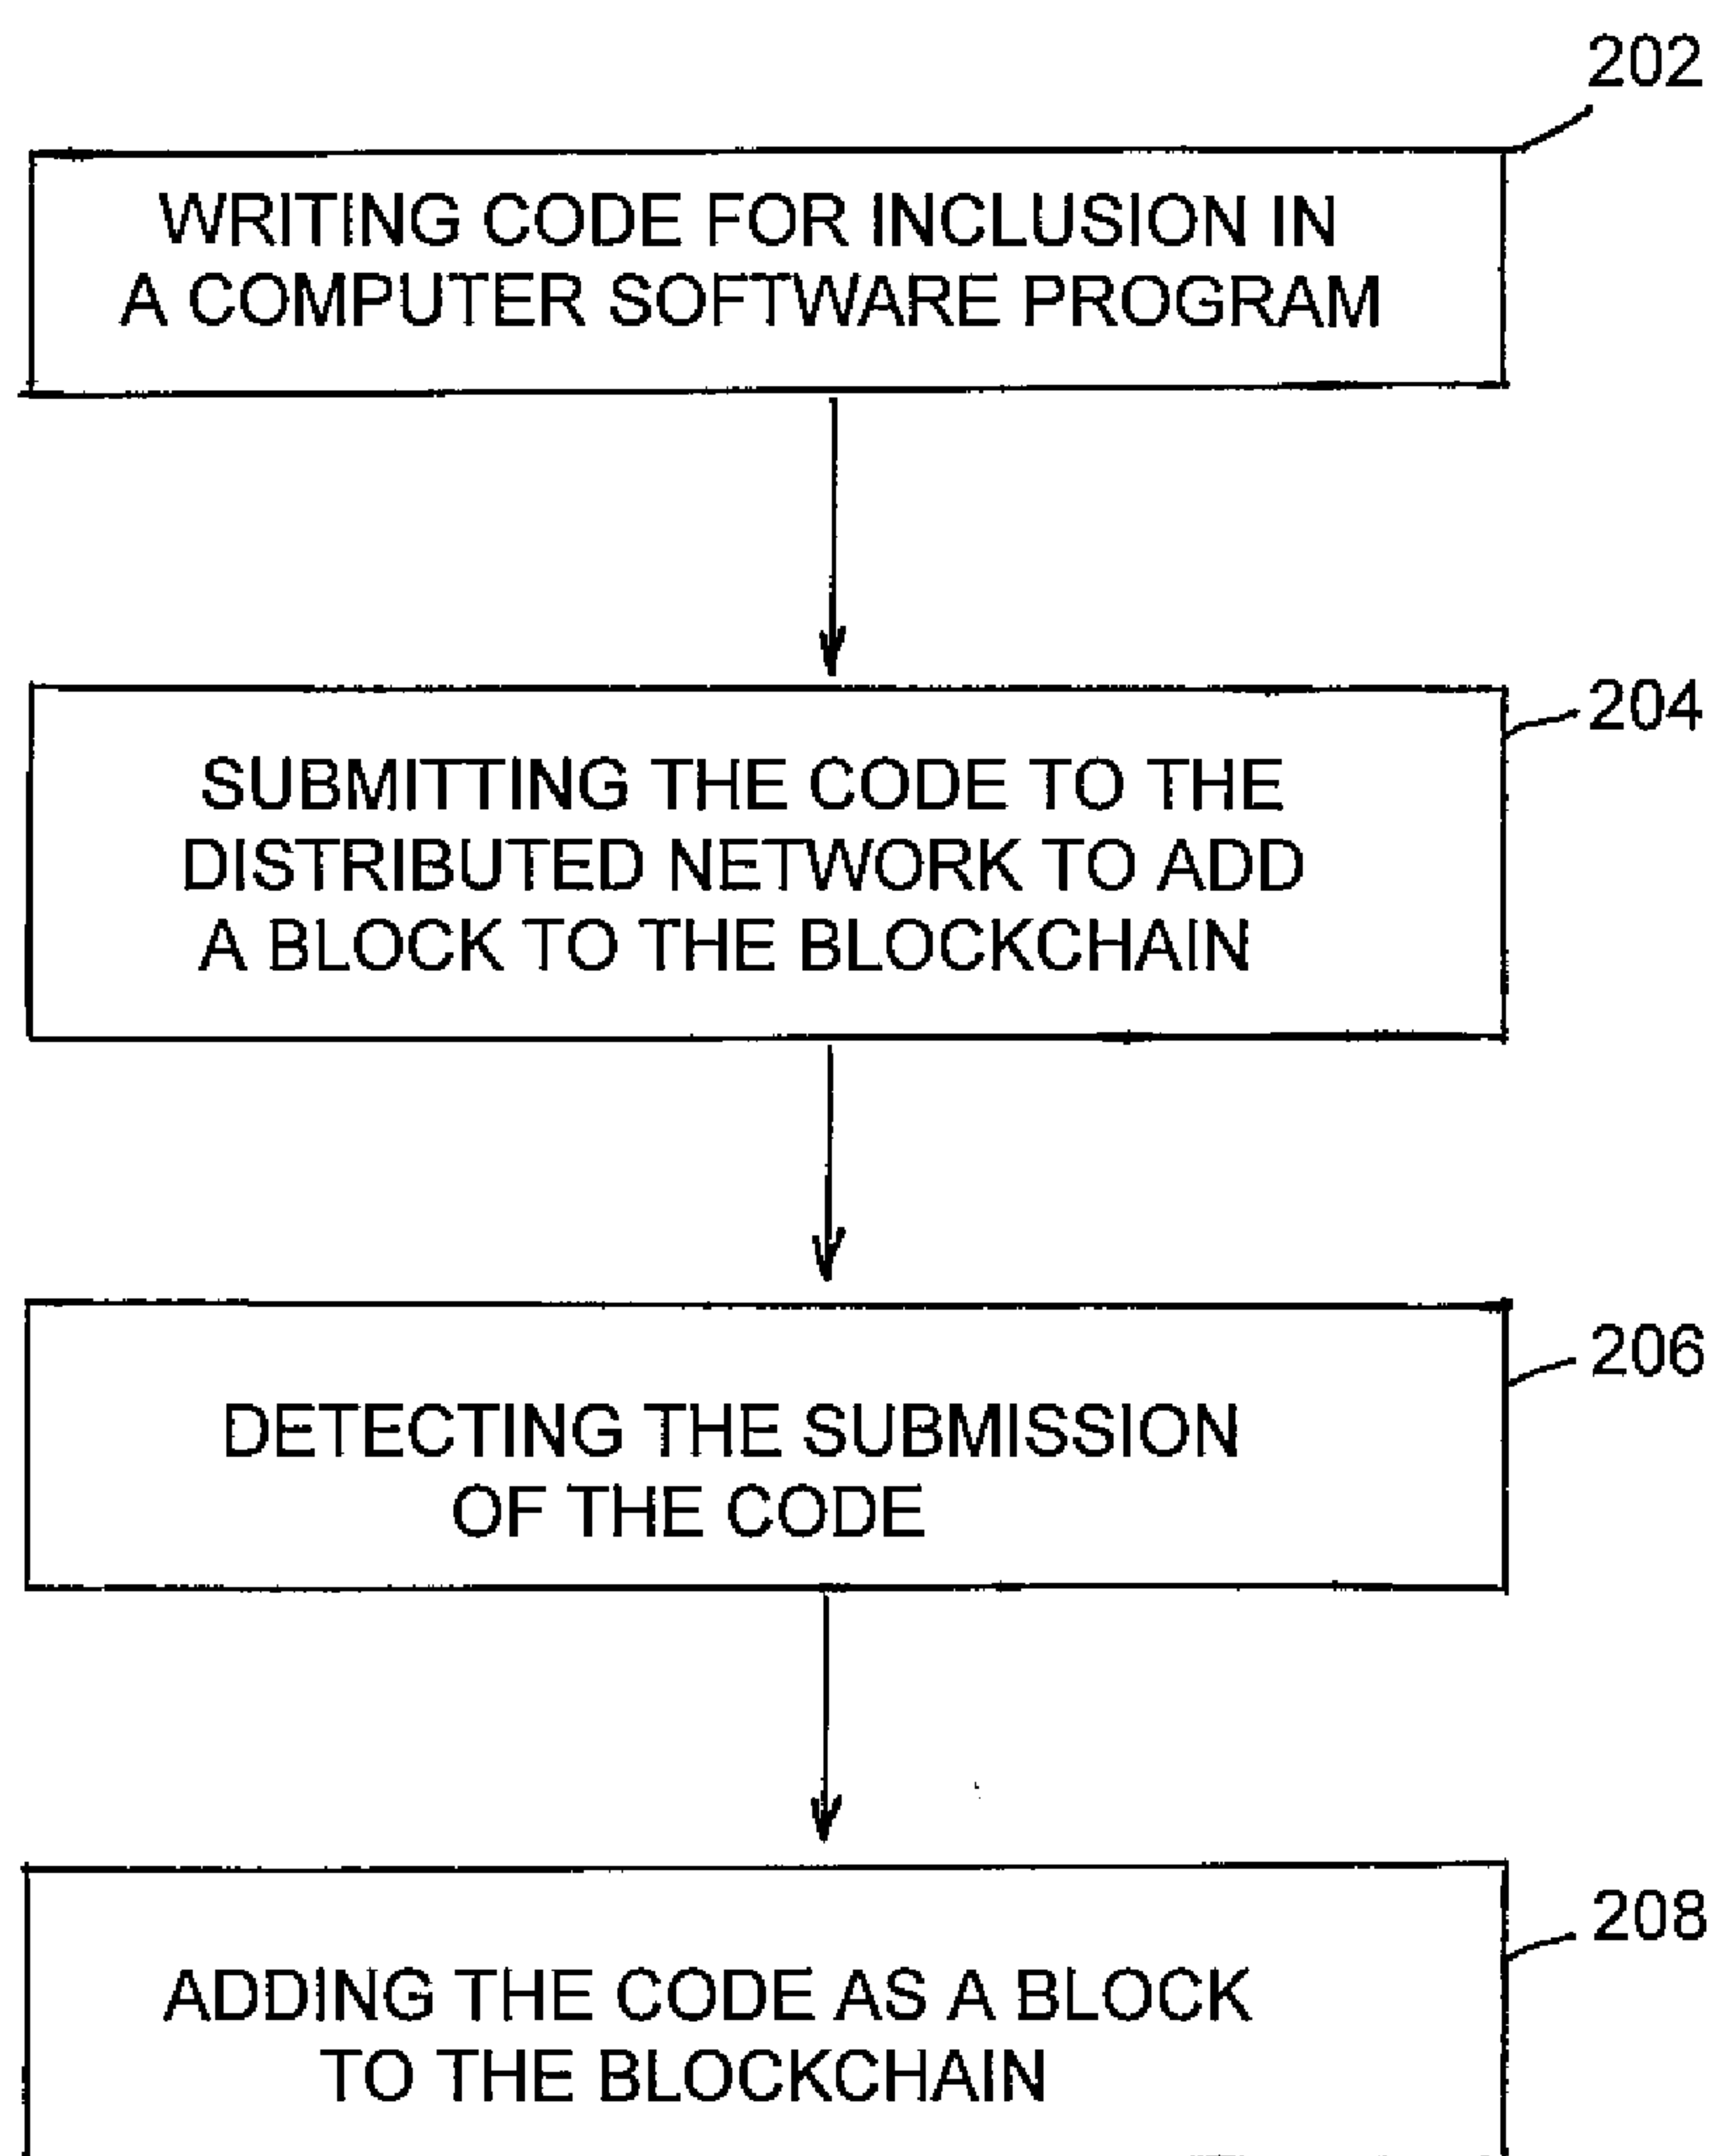 202
WRITING CODE FOR INCLUSION IN
A COMPUTER SOFTWARE PROGRAM
204
SUBMITTING THE CODE TO THE
DISTRIBUTED NETWORK TO ADD
A BLOCK TO THE BLOCKCHAIN
206
DETECTING THE SUBMISSION
OF THE CODE
208
ADDING THE CODE AS A BLOCK
TO THE BLOCKCHAIN